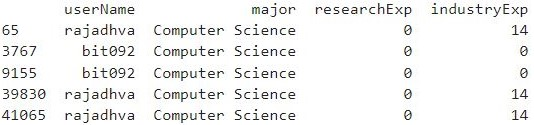 userName major researchExp industryExp
65 rajadhva Computer Science 0 14
3767 bit092 Computer Science 0 0
9155 bit092 Computer Science 0 0
39830 rajadhva Computer Science 0 14
41065 rajadhva Computer Science 0 14